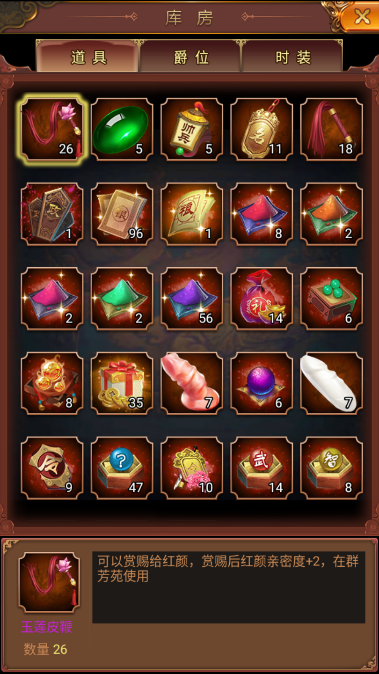 库房
道具 爵位 时装
26 5 5 11 18
1 96 1 8 2
2 2 56 14 6
8 35 7 6 7
9 47 10 14 8
可以赏赐给红颜，赏赐后红颜亲密度+2，在群
芳苑使用
玉莲皮鞭
数量 26